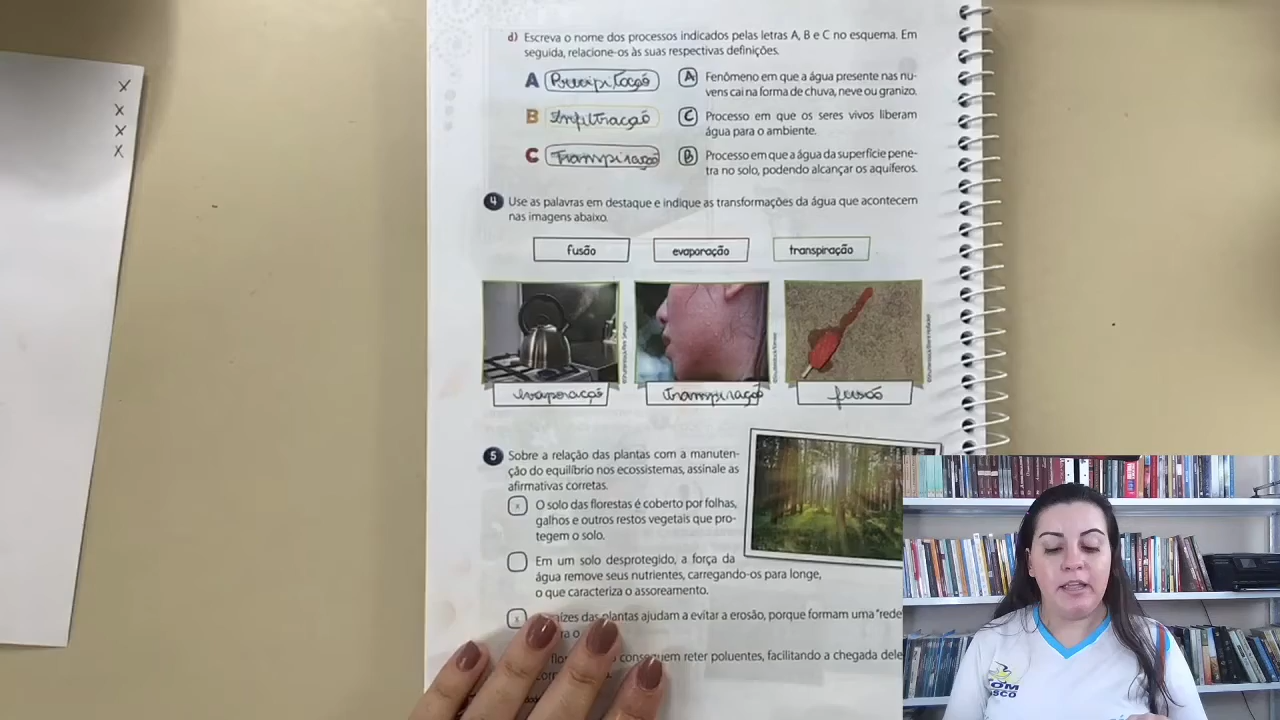 d) Escreva o nome dos processos indicados pelas letras A, B e C no esquema. Em
seguida, relacione-os às suas respectivas definições.
A Precipitação
A Fenômeno em que a água presente nas nu-
vens cai na forma de chuva, neve ou granizo.
B Infiltração
C Processo em que os seres vivos liberam
água para o ambiente.
C Transpiração
B Processo em que a água da superfície pene-
tra no solo, podendo alcançar os aquíferos.
4 Use as palavras em destaque e indique as transformações da água que acontecem
nas imagens abaixo.
fusão evaporação transpiração
evaporação transpiração fusão
5 Sobre a relação das plantas com a manuten-
ção do equilíbrio nos ecossistemas, assinale as
afirmativas corretas.
x O solo das florestas é coberto por folhas,
galhos e outros restos vegetais que pro-
tegem o solo.
Em um solo desprotegido, a força da
água remove seus nutrientes, carregando-os para longe,
o que caracteriza o assoreamento.
x das plantas ajudam a evitar a erosão, porque formam uma "rede
conseguem reter poluentes, facilitando a chegada
X
X
X
X